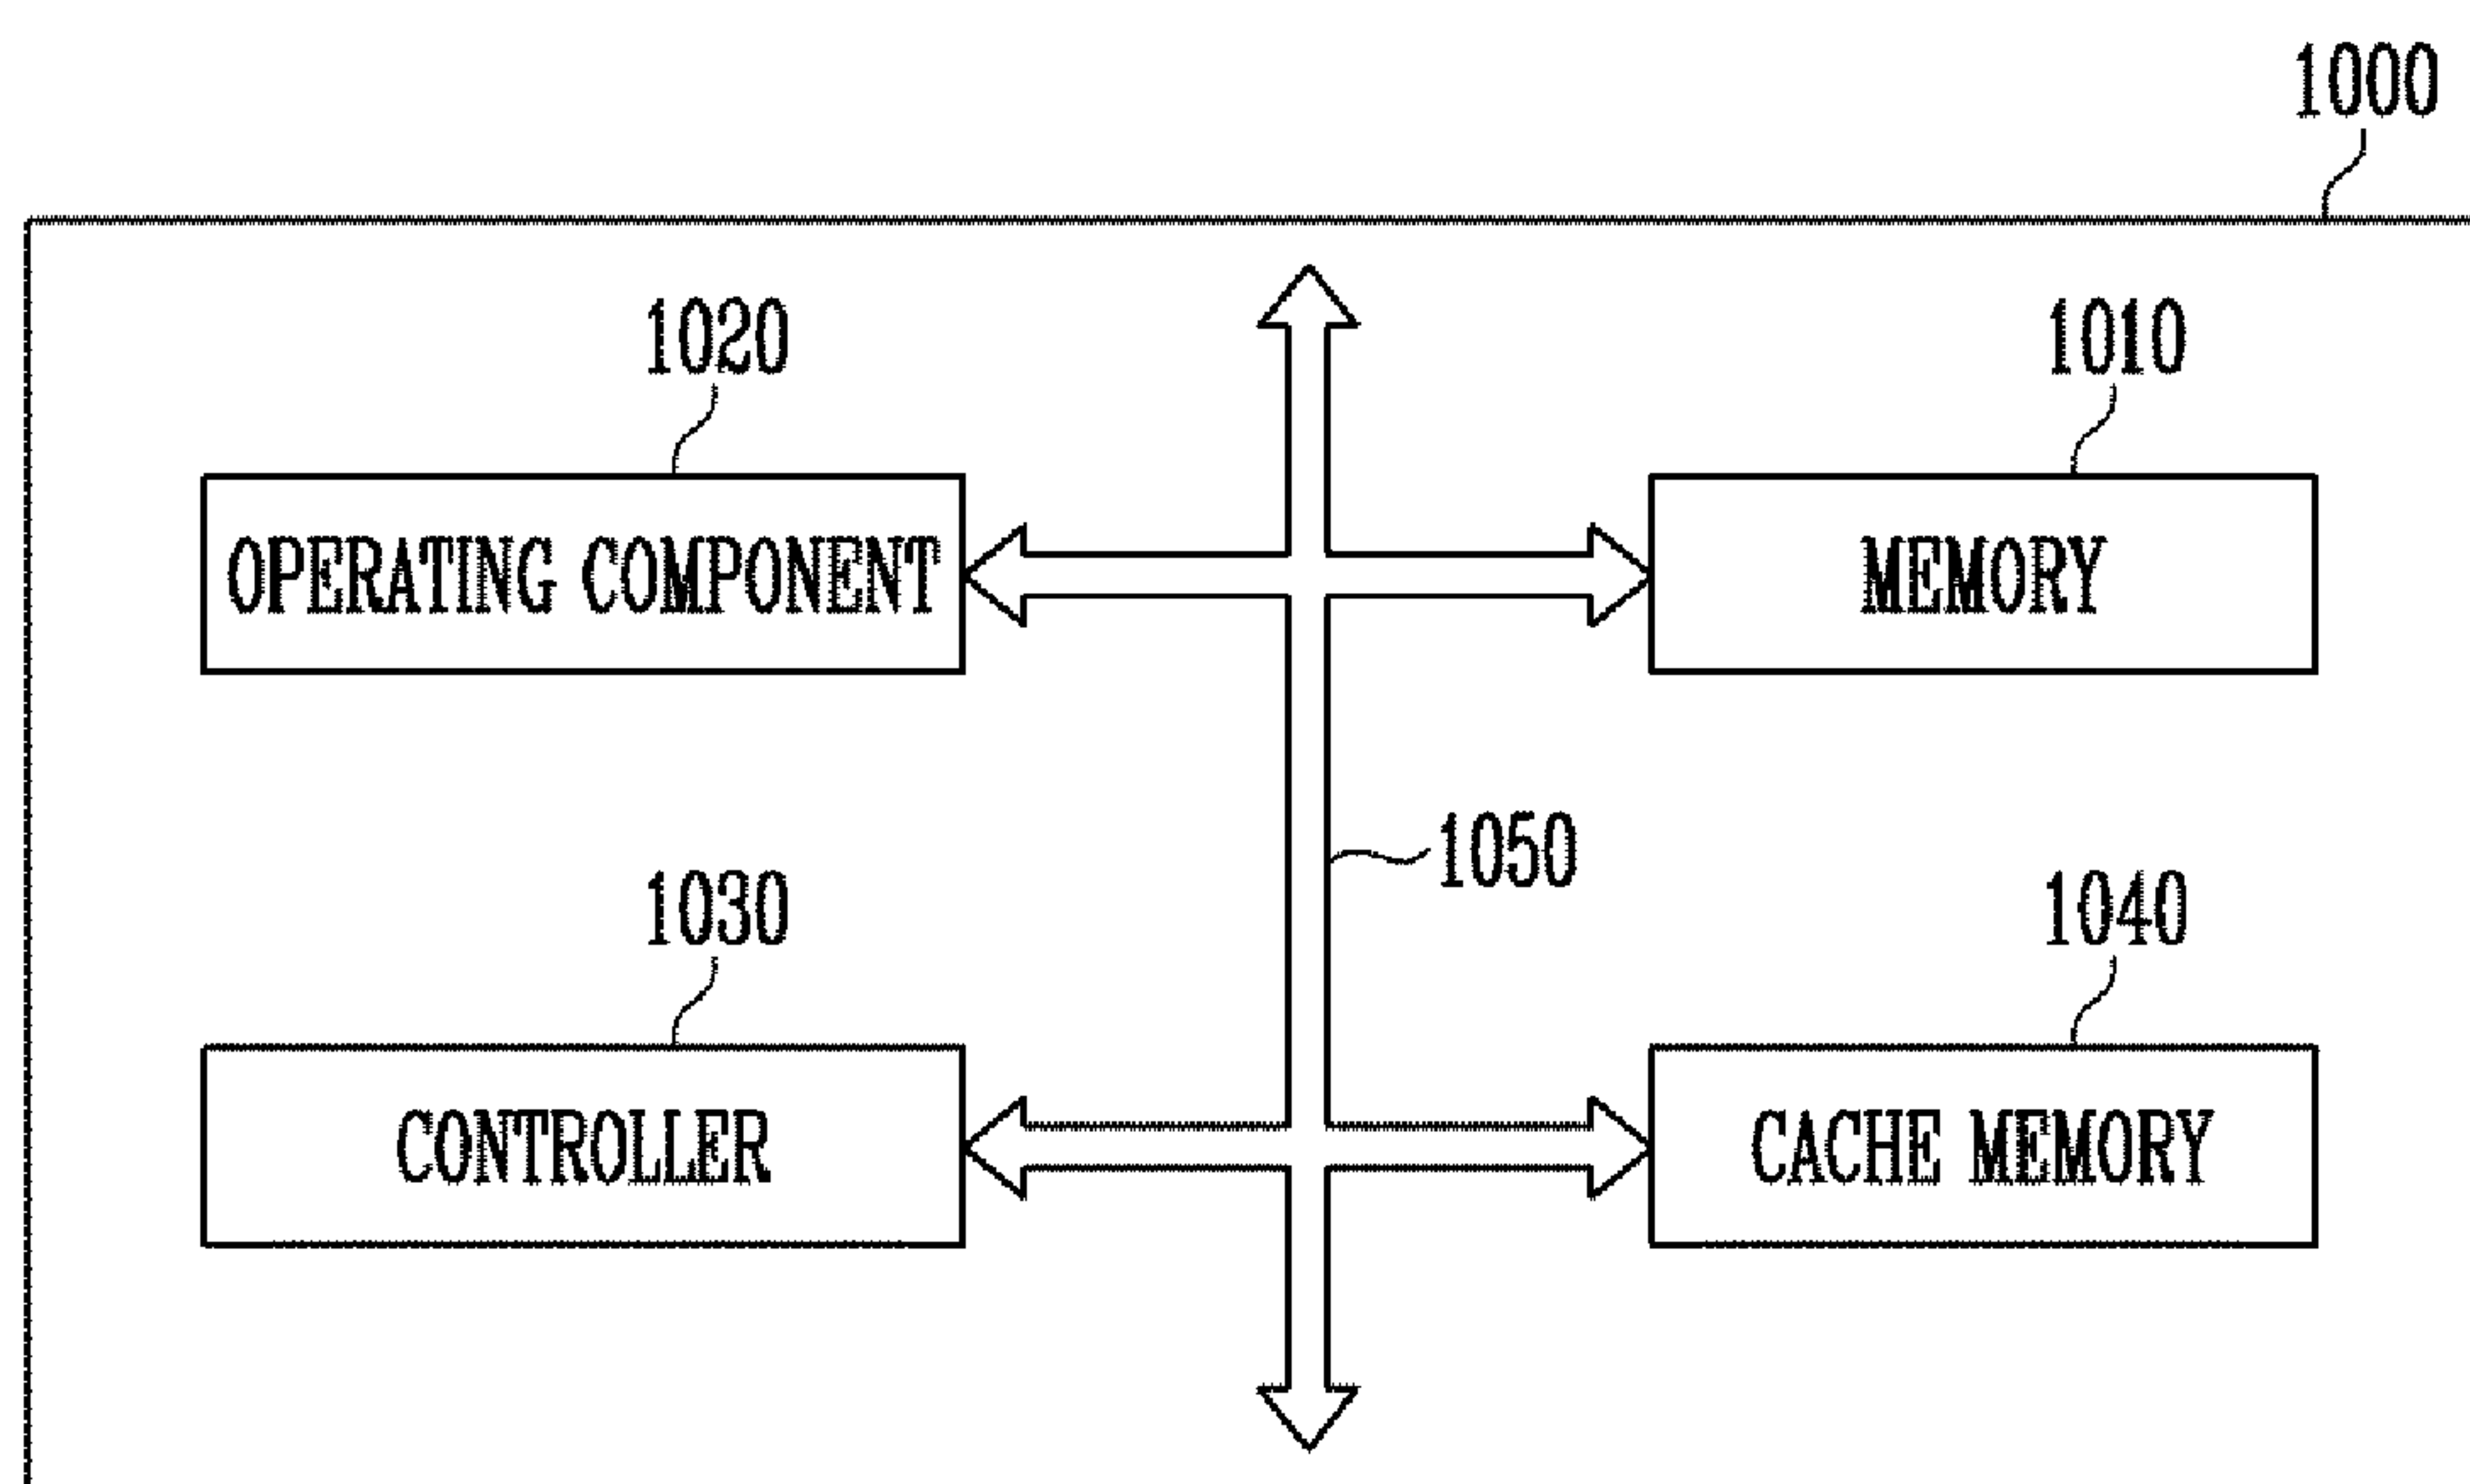 1000
1020
1010
OPERATING COMPONENT
MEMORY
1050
1030
1040
CONTROLLER
CACHE MEMORY